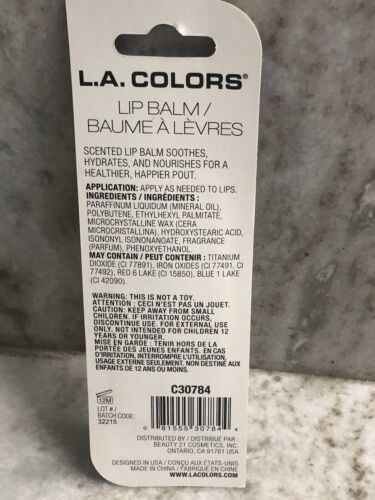 L.A. COLORS®
LIP BALM /
BAUME À LÈVRES
SCENTED LIP BALM SOOTHES,
HYDRATES, AND NOURISHES FOR A
HEALTHIER, HAPPIER POUT.
APPLICATION: APPLY AS NEEDED TO LIPS.
INGREDIENTS / INGRÉDIENTS :
PARAFFINUM LIQUIDUM (MINERAL OIL),
POLYBUTENE, ETHYLHEXYL PALMITATE,
MICROCRYSTALLINE WAX (CERA
MICROCRISTALLINA), HYDROXYSTEARIC ACID,
ISONONYL ISONONANOATE, FRAGRANCE
(PARFUM), PHENOXYETHANOL.
MAY CONTAIN / PEUT CONTENIR : TITANIUM
DIOXIDE (CI 77891), IRON OXIDES (CI 77491, CI
77492), RED 6 LAKE (CI 15850), BLUE 1 LAKE
(CI 42090).
WARNING: THIS IS NOT A TOY.
ATTENTION : CECI N'EST PAS UN JOUET.
CAUTION: KEEP AWAY FROM SMALL
CHILDREN. IF IRRITATION OCCURS,
DISCONTINUE USE. FOR EXTERNAL USE
ONLY. NOT INTENDED FOR CHILDREN 12
YEARS OR YOUNGER.
MISE EN GARDE : TENIR HORS DE LA
PORTÉE DES JEUNES ENFANTS. EN CAS
D'IRRITATION, INTERROMPRE L'UTILISATION.
USAGE EXTERNE SEULEMENT. NON DESTINÉ AUX
ENFANTS DE 12 ANS OU MOINS.
C30784
12M
LOT # /
BATCH CODE:
32215
0 81555 30784 4
DISTRIBUTED BY / DISTRIBUÉ PAR :
BEAUTY 21 COSMETICS, INC.
ONTARIO, CA 91761 USA
DESIGNED IN USA / CONÇU AUX ÉTATS-UNIS
MADE IN CHINA / FABRIQUÉ EN CHINE
WWW.LACOLORS.COM